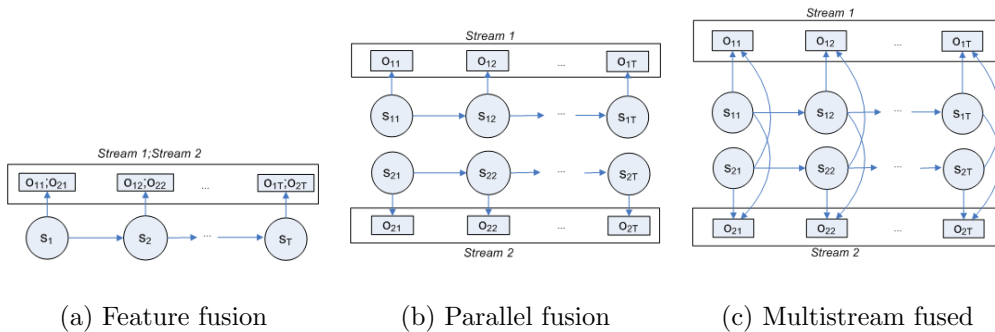 Stream 1;Stream 2
O11;O21 O12;O22 ... O1T;O2T
S1 S2 ... ST
(a) Feature fusion
Stream 1
O11 O12 ... O1T
S11 S12 ... S1T
S21 S22 ... S2T
O21 O22 ... O2T
Stream 2
(b) Parallel fusion
Stream 1
O11 O12 ... O1T
S11 S12 ... S1T
S21 S22 ... S2T
O21 O22 ... O2T
Stream 2
(c) Multistream fused